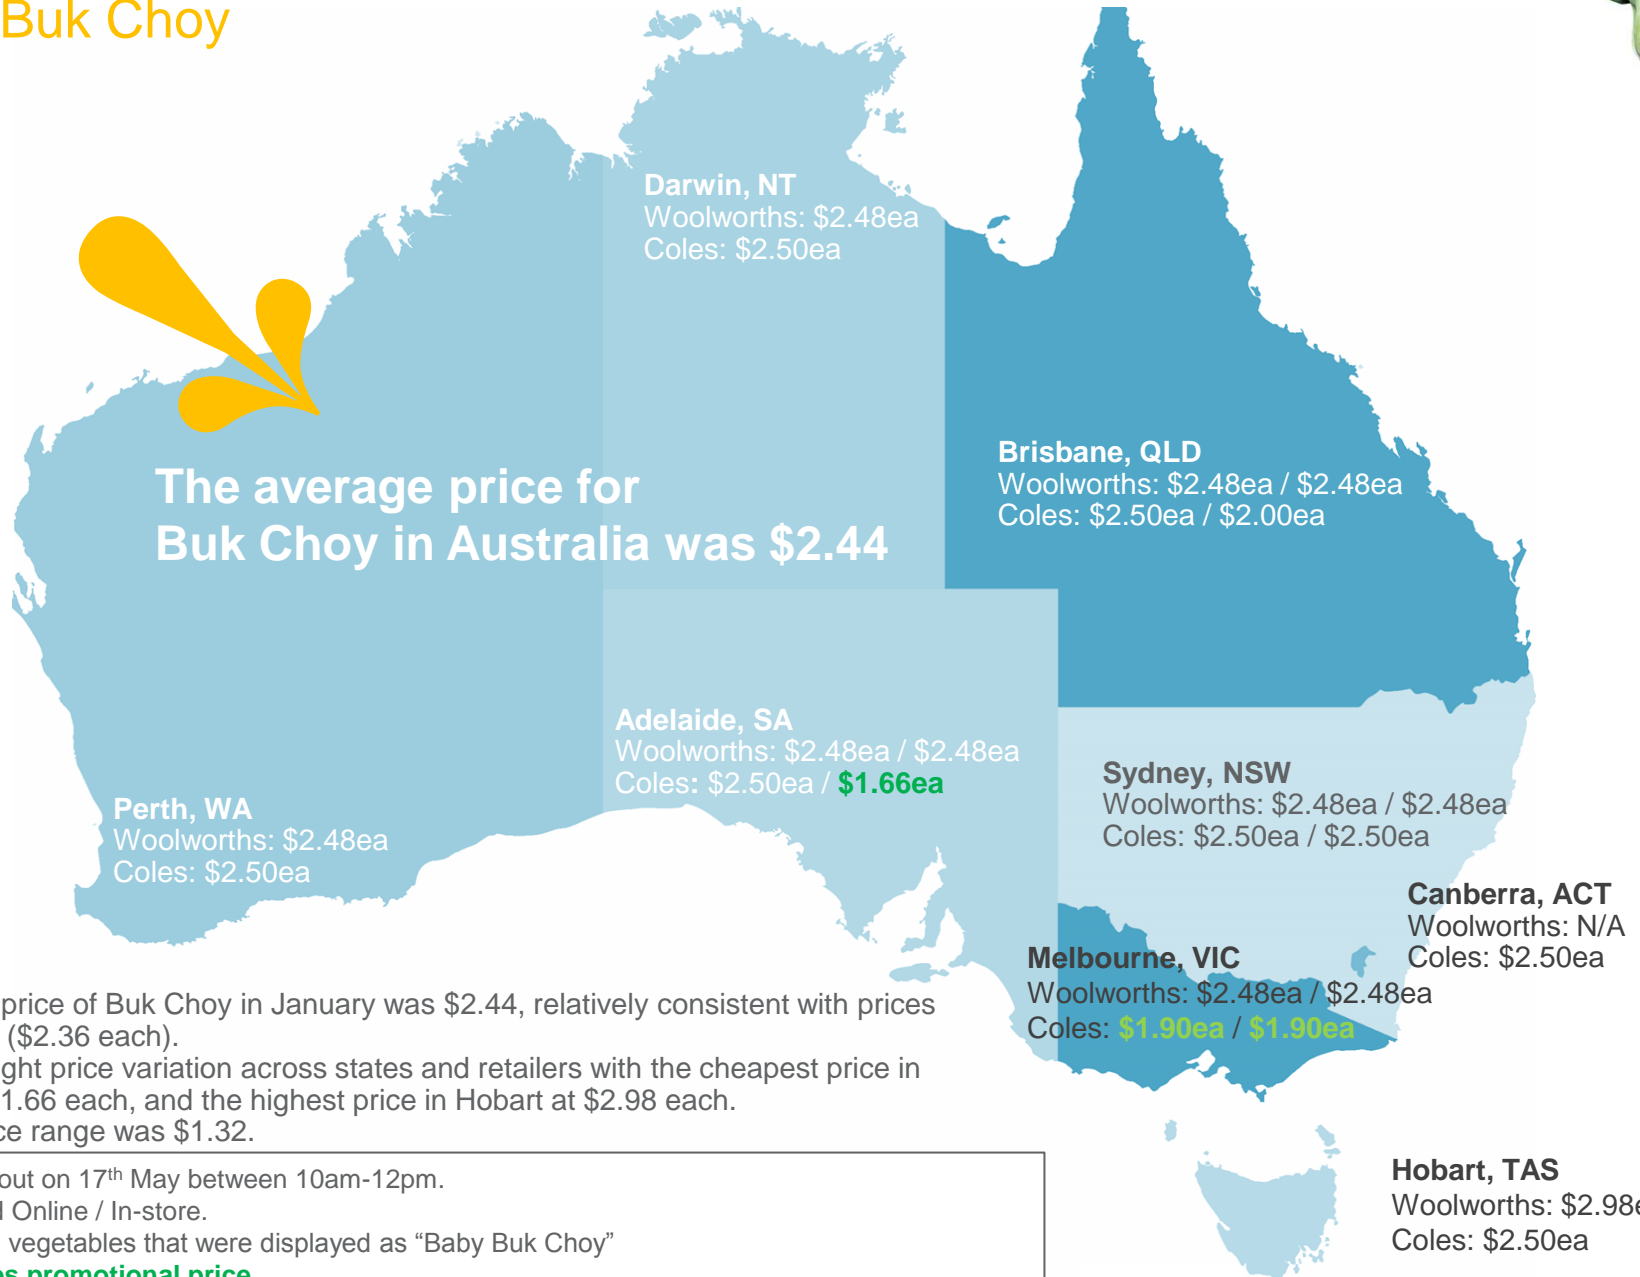 Buk Choy
Darwin, NT
Woolworths: $2.48ea
Coles: $2.50ea
Brisbane, QLD
Woolworths: $2.48ea / $2.48ea
Coles: $2.50ea / $2.00ea
The average price for
Buk Choy in Australia was $2.44
Adelaide, SA
Woolworths: $2.48ea / $2.48ea
Coles: $2.50ea / $1.66ea
Sydney, NSW
Woolworths: $2.48ea / $2.48ea
Coles: $2.50ea / $2.50ea
Perth, WA
Woolworths: $2.48ea
Coles: $2.50ea
Canberra, ACT
Woolworths: N/A
Coles: $2.50ea
Melbourne, VIC
Woolworths: $2.48ea / $2.48ea
Coles: $1.90ea / $1.90ea
price of Buk Choy in January was $2.44, relatively consistent with prices
($2.36 each).
ght price variation across states and retailers with the cheapest price in
1.66 each, and the highest price in Hobart at $2.98 each.
ce range was $1.32.
out on 17th May between 10am-12pm.
Online / In-store.
vegetables that were displayed as “Baby Buk Choy”
promotional price
Hobart, TAS
Woolworths: $2.98e
Coles: $2.50ea